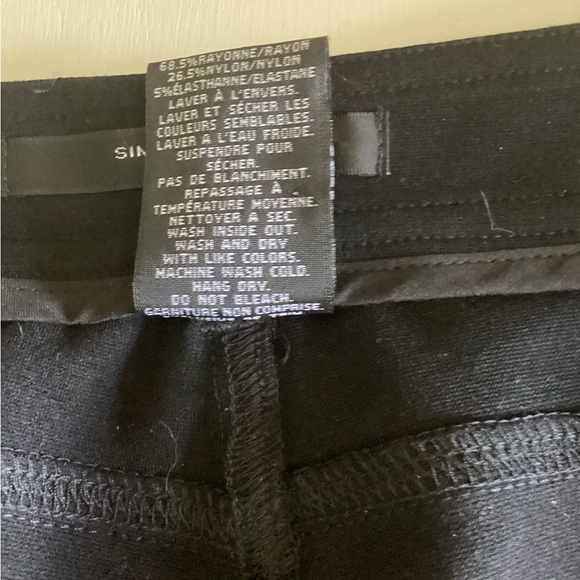 68.5%RAYONNE/RAYON
26.5%NYLON/NYLON
5%ÉLASTHANNE/ELASTANE
LAVER À L'ENVERS.
LAVER ET SÉCHER LES
COULEURS SEMBLABLES.
LAVER À L'EAU FROIDE.
SUSPENDRE POUR
SÉCHER.
PAS DE BLANCHIMENT.
REPASSAGE À
TEMPÉRATURE MOYENNE.
NETTOYER A SEC.
WASH INSIDE OUT.
WASH AND DRY
WITH LIKE COLORS.
MACHINE WASH COLD.
HANG DRY.
DO NOT BLEACH.
GARNITURE NON COMPRISE.
SIM